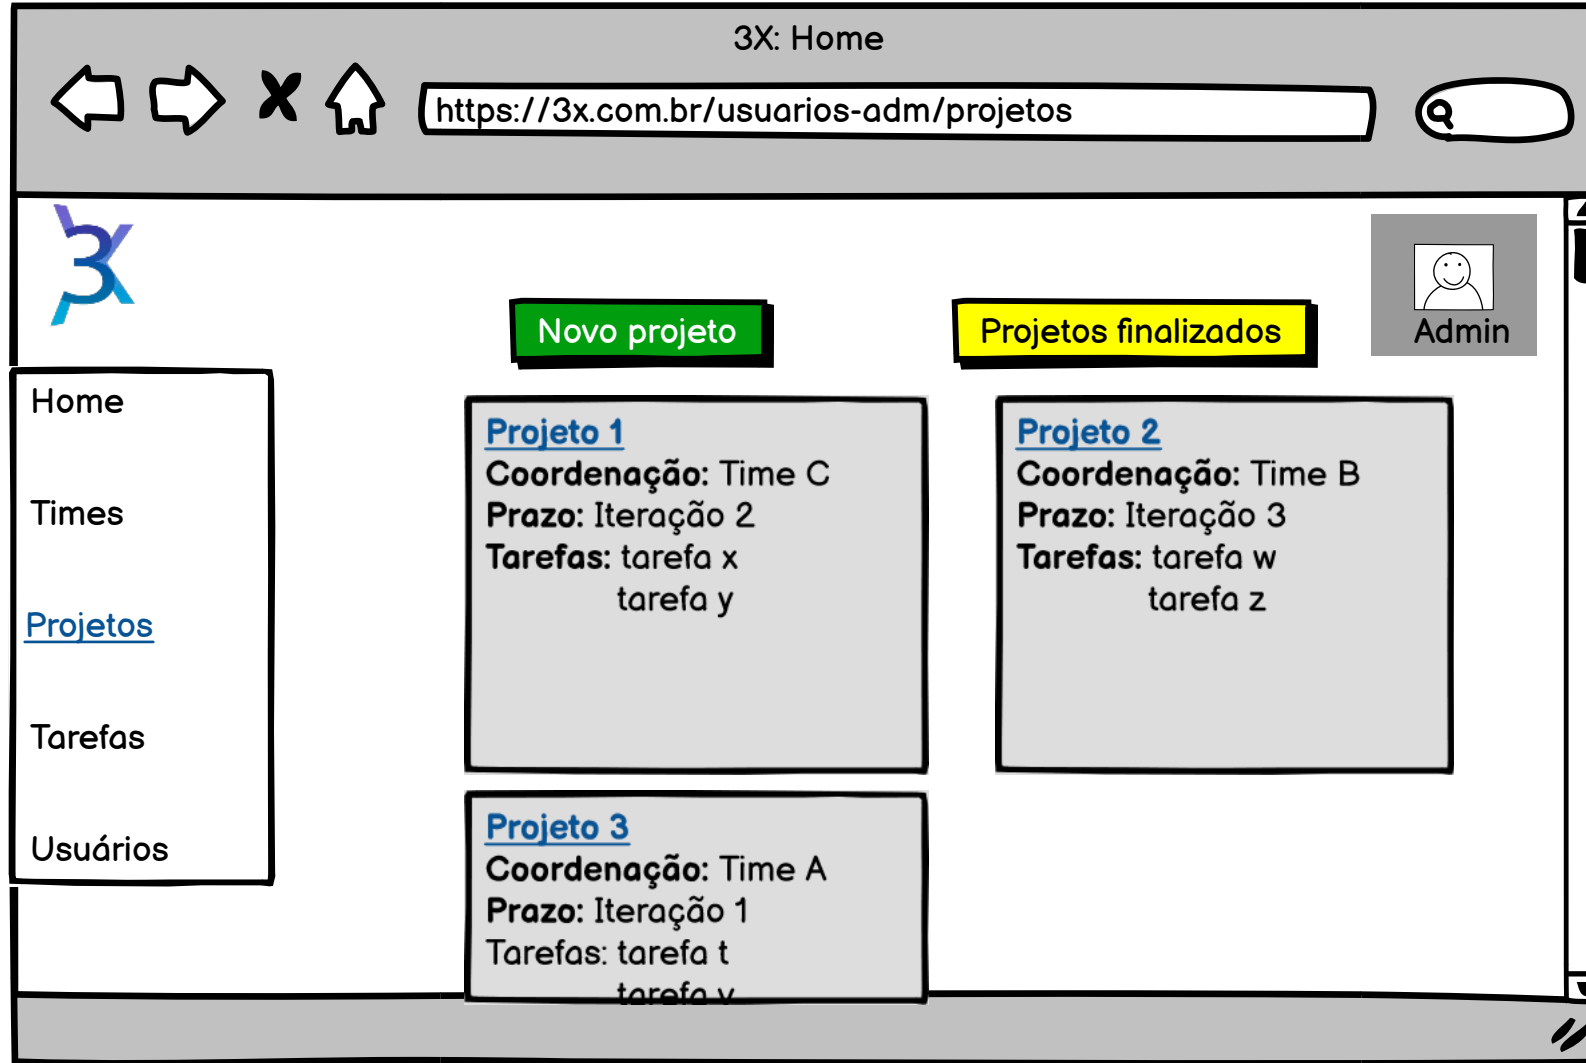 3X: Home
https://3x.com.br/usuarios-adm/projetos
3X
Admin
Novo projeto
Projetos finalizados
Home
Times
Projetos
Tarefas
Usuários
Projeto 1
Coordenação: Time C
Prazo: Iteração 2
Tarefas: tarefa x
tarefa y
Projeto 2
Coordenação: Time B
Prazo: Iteração 3
Tarefas: tarefa w
tarefa z
Projeto 3
Coordenação: Time A
Prazo: Iteração 1
Tarefas: tarefa t
tarefa